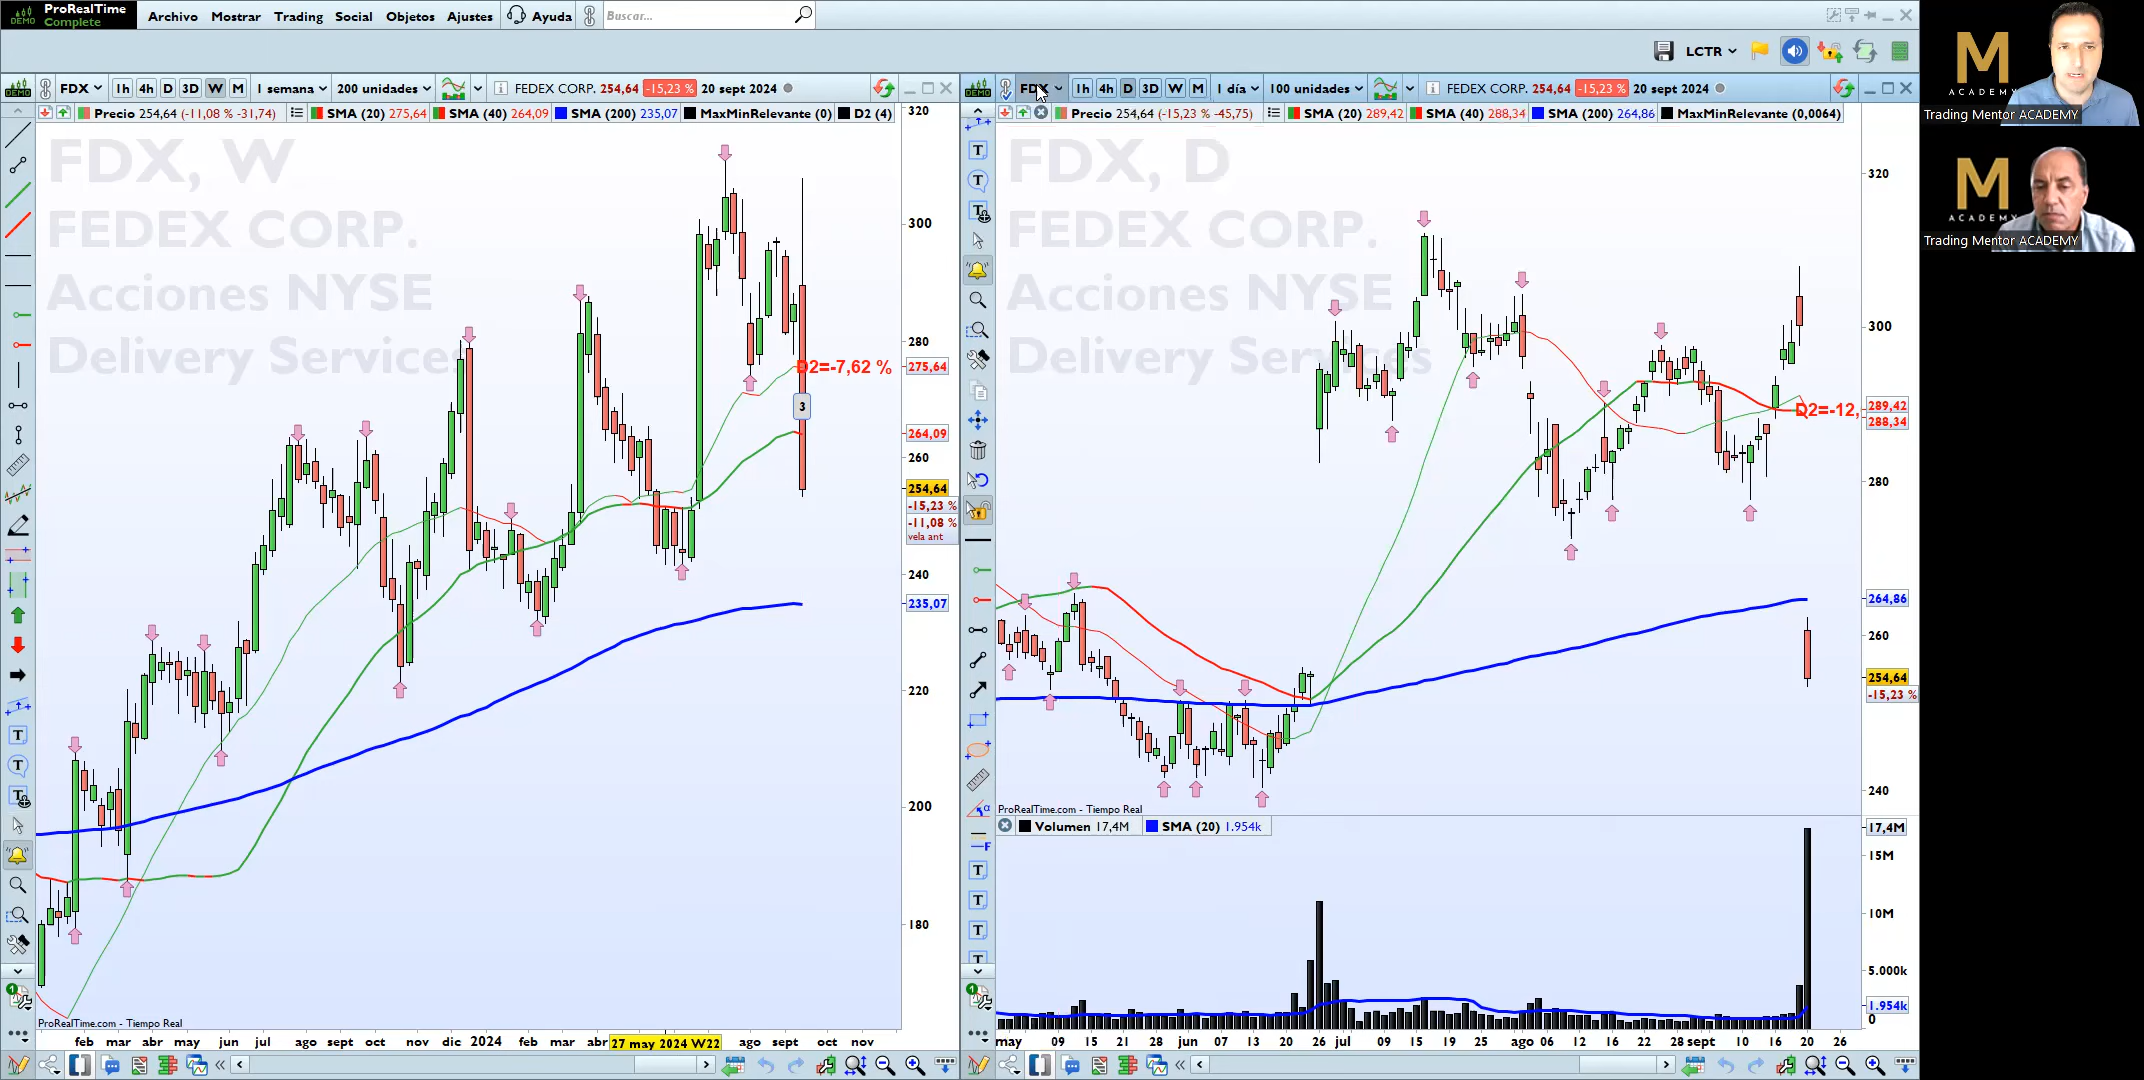 ProRealTime
Complete
DEMO
Archivo Mostrar Trading Social Objetos Ajustes Ayuda Buscar...
LCTR
FDX 1h 4h D 3D W M 1 semana 200 unidades FEDEX CORP. 254,64 -15,23 % 20 sept 2024
Precio 254,64 (-11,08 % -31,74) SMA (20) 275,64 SMA (40) 264,09 SMA (200) 235,07 MaxMinRelevante (0) D2 (4)
FDX, W
FEDEX CORP.
Acciones NYSE
Delivery Services
D2=-7,62 %
3
320
300
280
275,64
264,09
260
254,64
-15,23 %
-11,08 %
vela ant
240
235,07
220
200
180
ProRealTime.com - Tiempo Real
feb mar abr may jun jul ago sept oct nov dic 2024 feb mar abr 27 may 2024 W22 ago sept oct nov
FDX 1h 4h D 3D W M 1 día 100 unidades FEDEX CORP. 254,64 -15,23 % 20 sept 2024
Precio 254,64 (-15,23 % -45,75) SMA (20) 289,42 SMA (40) 288,34 SMA (200) 264,86 MaxMinRelevante (0,0064)
FDX, D
FEDEX CORP.
Acciones NYSE
Delivery Services
D2=-12,
320
300
289,42
288,34
280
264,86
260
254,64
-15,23 %
240
ProRealTime.com - Tiempo Real
Volumen 17,4M SMA (20) 1.954k
17,4M
15M
10M
5.000k
1.954k
0
may 09 15 21 28 jun 07 13 20 26 jul 09 15 19 25 ago 06 12 16 22 28 sept 10 16 20 26
M
ACADEMY
Trading Mentor ACADEMY
M
ACADEMY
Trading Mentor ACADEMY